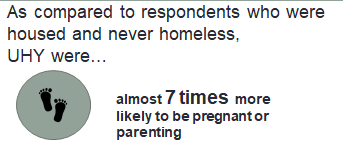 As compared to respondents who were
housed and never homeless,
UHY were...
almost 7 times more
likely to be pregnant or
parenting